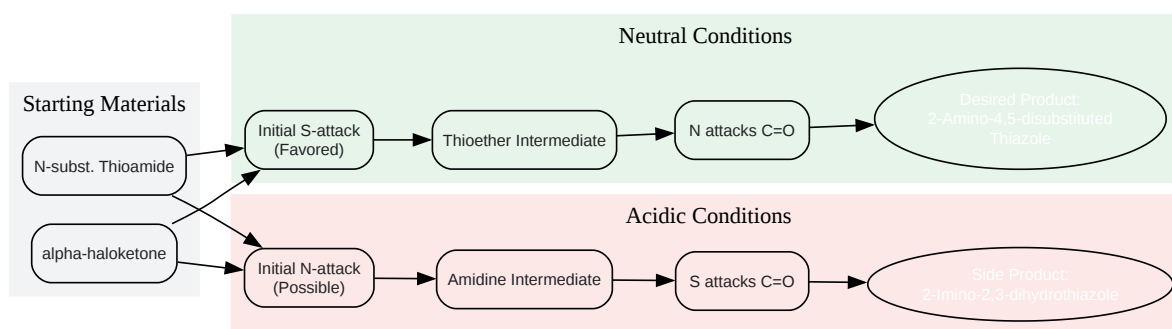 Neutral Conditions
Starting Materials
N-subst. Thioamide
alpha-haloketone
Initial S-attack
(Favored)
Thioether Intermediate
N attacks C=O
Desired Product:
2-Amino-4,5-disubstituted
Thiazole
Acidic Conditions
Initial N-attack
(Possible)
Amidine Intermediate
S attacks C=O
Side Product:
2-Imino-2,3-dihydrothiazole